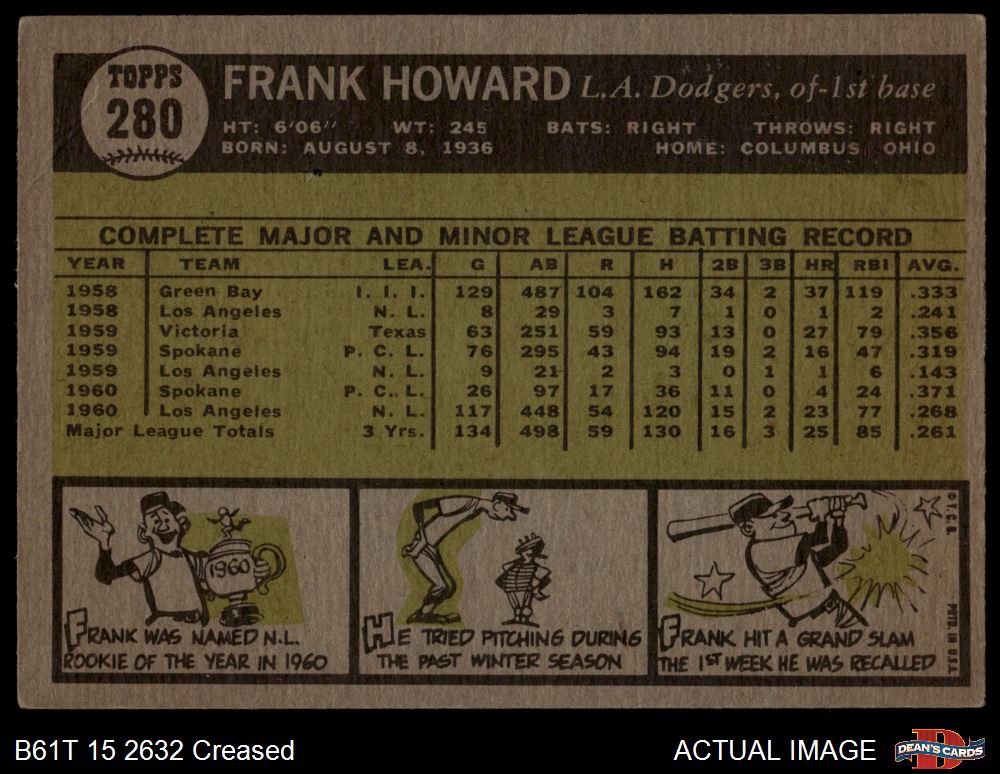 TOPPS
280
FRANK HOWARD L.A. Dodgers, of-1st base
HT: 6'06" WT: 245 BATS: RIGHT THROWS: RIGHT
BORN: AUGUST 8, 1936 HOME: COLUMBUS, OHIO
COMPLETE MAJOR AND MINOR LEAGUE BATTING RECORD
YEAR TEAM LEA. G AB R H 2B 3B HR RBI AVG.
1958 Green Bay I. I. I. 129 487 104 162 34 2 37 119 .333
1958 Los Angeles N. L. 8 29 3 7 1 0 1 2 .241
1959 Victoria Texas 63 251 59 93 13 0 27 79 .356
1959 Spokane P. C. L. 76 295 43 94 19 2 16 47 .319
1959 Los Angeles N. L. 9 21 2 3 0 1 1 6 .143
1960 Spokane P. C. L. 26 97 17 36 11 0 4 24 .371
1960 Los Angeles N. L. 117 448 54 120 15 2 23 77 .268
Major League Totals 3 Yrs. 134 498 59 130 16 3 25 85 .261
1960
FRANK WAS NAMED N.L.
ROOKIE OF THE YEAR IN 1960
HE TRIED PITCHING DURING
THE PAST WINTER SEASON
FRANK HIT A GRAND SLAM
THE 1ST WEEK HE WAS RECALLED
© T.C.G.
PRTD. IN U.S.A.
B61T 15 2632 Creased
ACTUAL IMAGE
DEAN'S CARDS